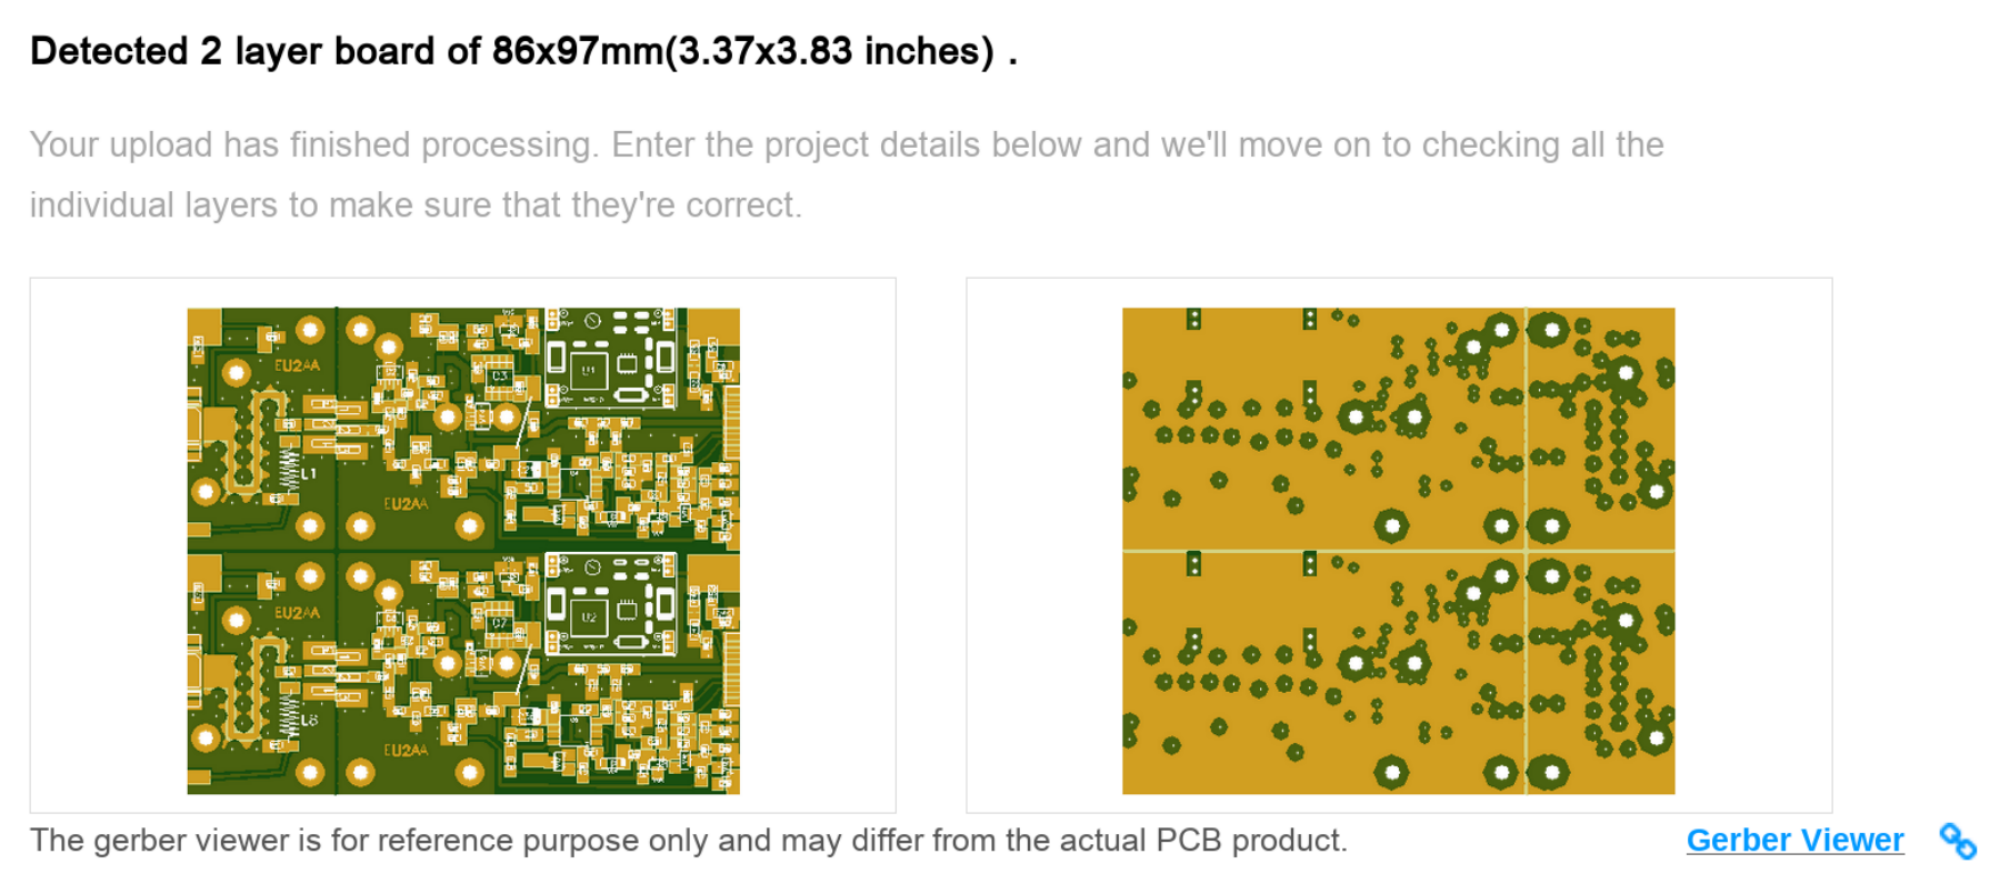 Detected 2 layer board of 86x97mm(3.37x3.83 inches) .
Your upload has finished processing. Enter the project details below and we'll move on to checking all the
individual layers to make sure that they're correct.
EU2AA
U1
L1
EU2AA
EU2AA
U2
L8
EU2AA
The gerber viewer is for reference purpose only and may differ from the actual PCB product.
Gerber Viewer